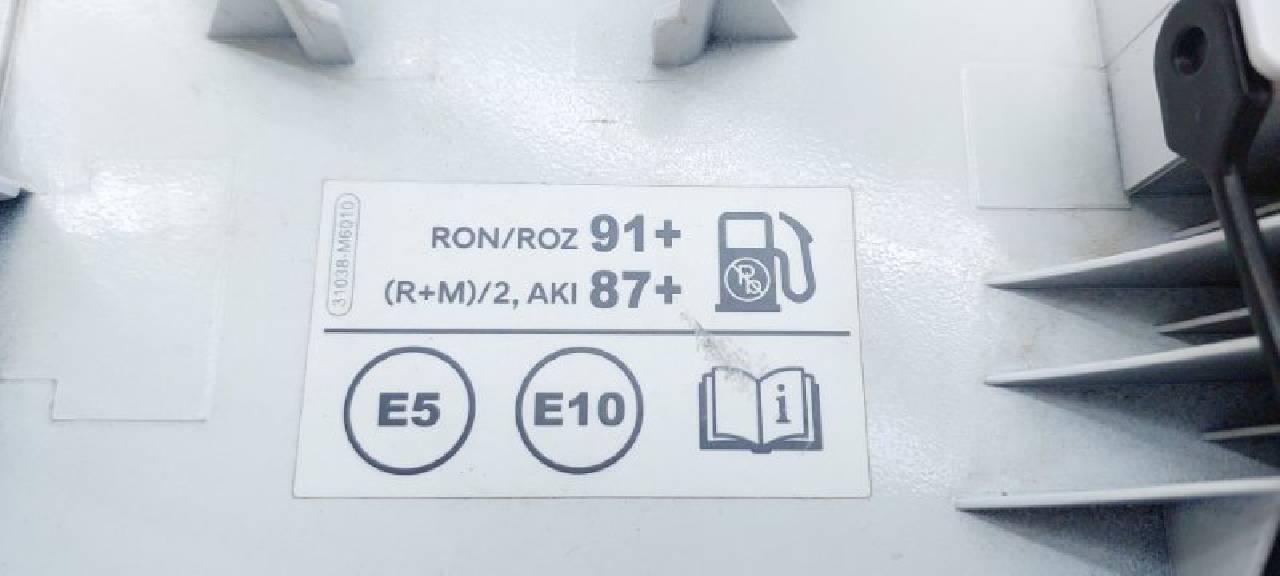 31038-M6010
RON/ROZ 91+
(R+M)/2, AKI 87+
Pb
E5
E10
i